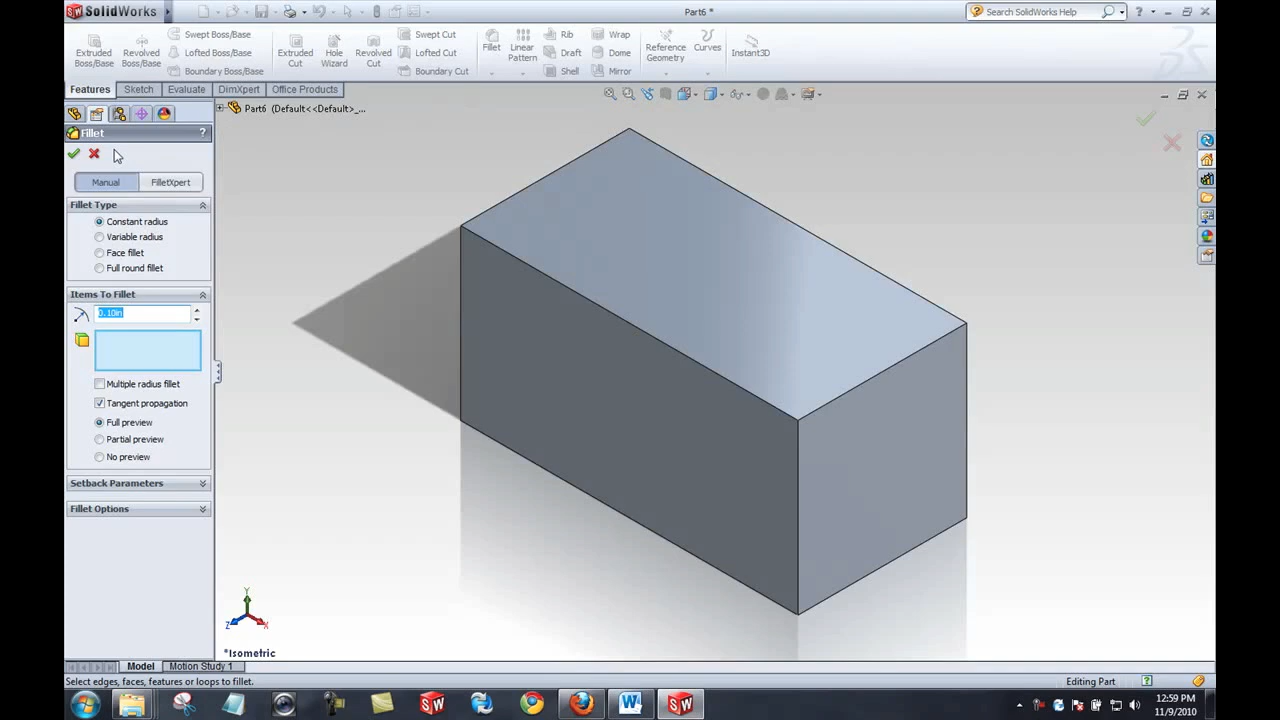 SolidWorks
Part6 *
Search SolidWorks Help
Extruded Boss/Base
Revolved Boss/Base
Swept Boss/Base
Lofted Boss/Base
Boundary Boss/Base
Extruded Cut
Hole Wizard
Revolved Cut
Swept Cut
Lofted Cut
Boundary Cut
Fillet
Linear Pattern
Rib
Draft
Shell
Wrap
Dome
Mirror
Reference Geometry
Curves
Instant3D
Features
Sketch
Evaluate
DimXpert
Office Products
Part6 (Default<<Default>_...
Fillet
?
Manual
FilletXpert
Fillet Type
Constant radius
Variable radius
Face fillet
Full round fillet
Items To Fillet
0.10in
Multiple radius fillet
Tangent propagation
Full preview
Partial preview
No preview
Setback Parameters
Fillet Options
Y
Z
X
*Isometric
Model
Motion Study 1
Select edges, faces, features or loops to fillet.
Editing Part
12:59 PM
11/9/2010